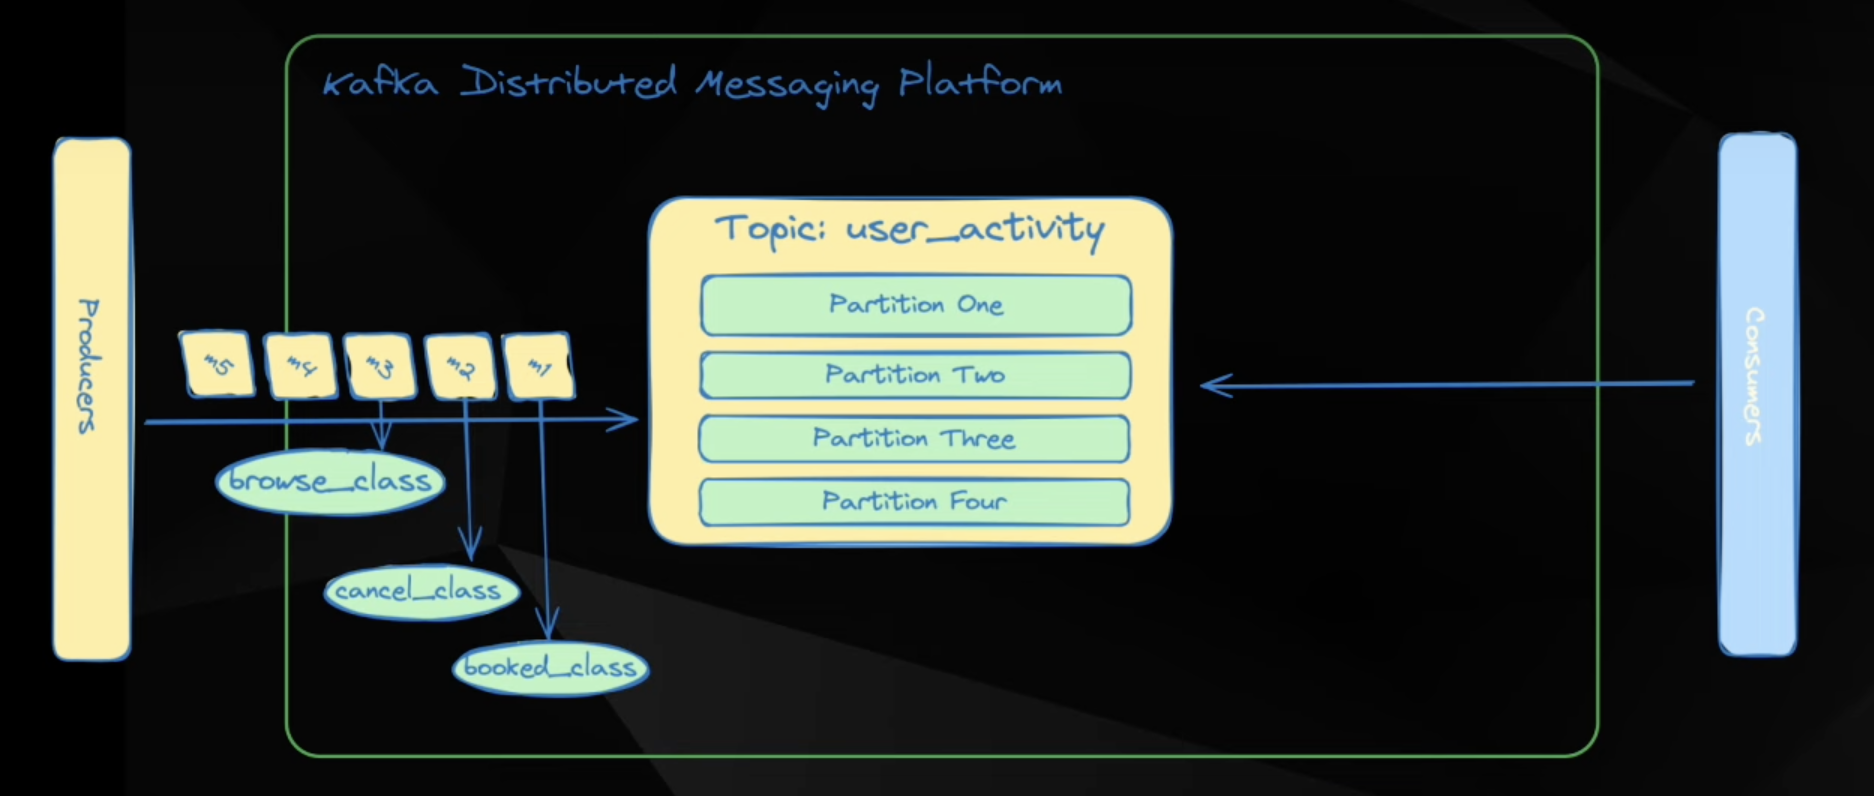 Kafka Distributed Messaging Platform
Producers
m5
m4
m3
m2
m1
browse_class
cancel_class
booked_class
Topic: user_activity
Partition One
Partition Two
Partition Three
Partition Four
Consumers